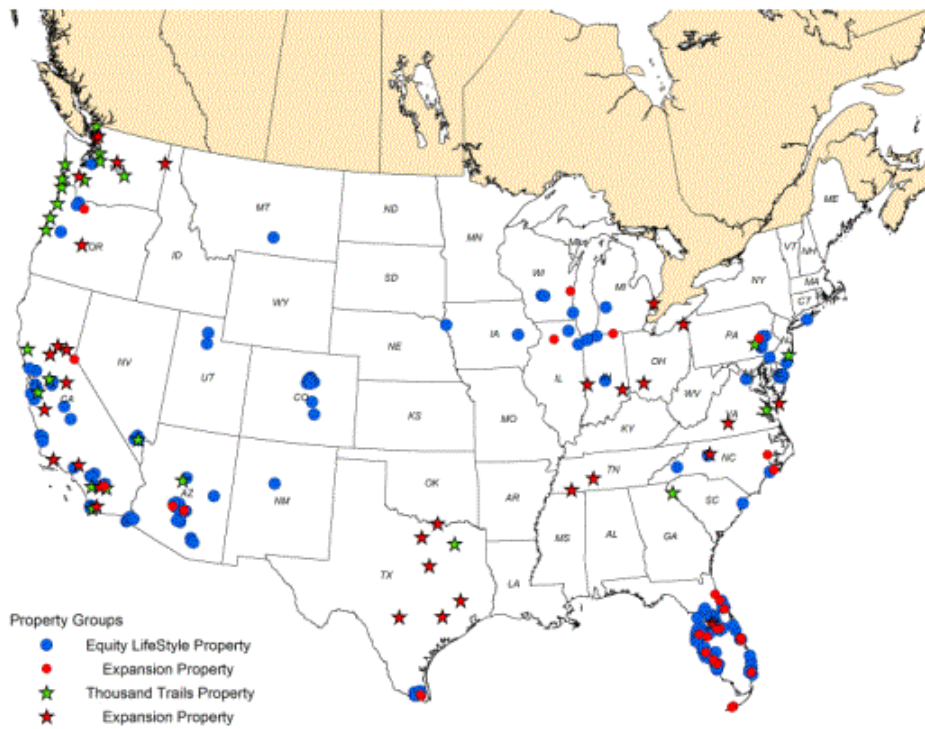 ME
MT
ND
MN
VT
NH
OR
ID
WI
MI
NY
MA
SD
CT
WY
IA
PA
NE
NV
OH
IL
UT
CA
CO
WV
VA
KS
MO
KY
NC
TN
AZ
OK
NM
AR
SC
MS
AL
GA
TX
LA
Property Groups
Equity LifeStyle Property
Expansion Property
Thousand Trails Property
Expansion Property